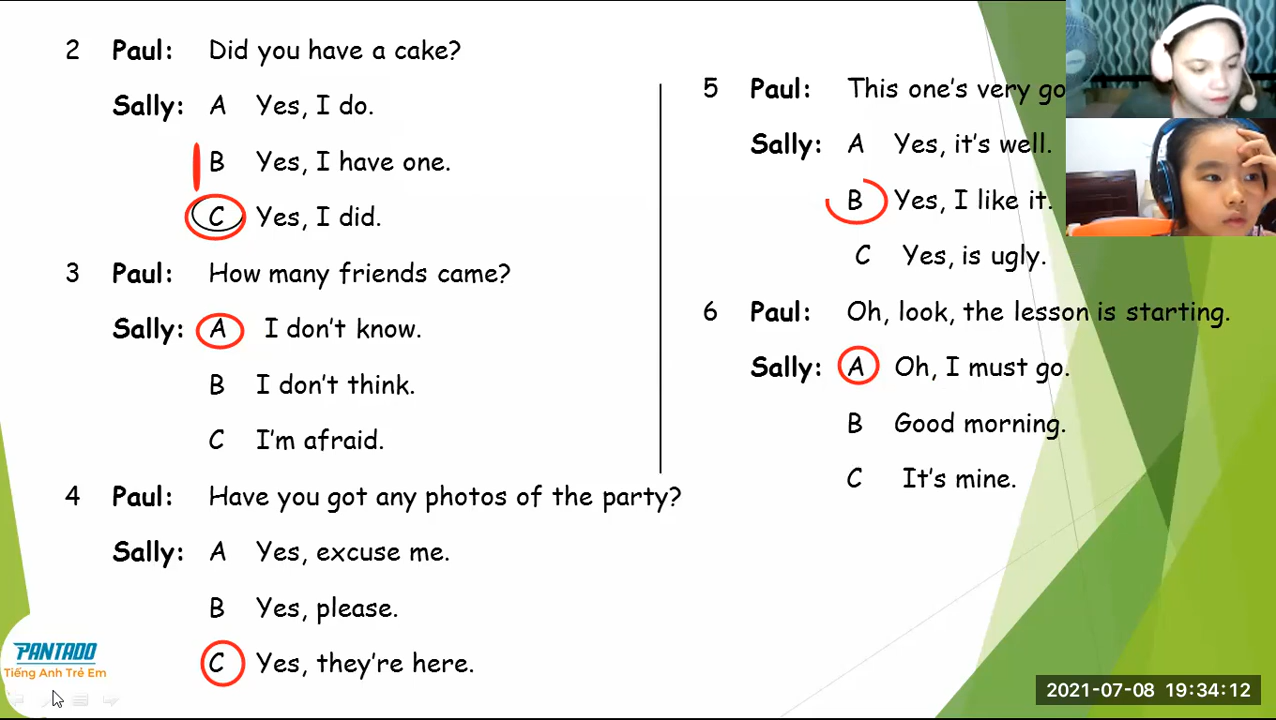 2 Paul: Did you have a cake?
Sally: A Yes, I do.
B Yes, I have one.
C Yes, I did.
3 Paul: How many friends came?
Sally: A I don't know.
B I don't think.
C I'm afraid.
4 Paul: Have you got any photos of the party?
Sally: A Yes, excuse me.
B Yes, please.
C Yes, they're here.
5 Paul: This one's very go
Sally: A Yes, it's well.
B Yes, I like it.
C Yes, is ugly.
6 Paul: Oh, look, the lesson is starting.
Sally: A Oh, I must go.
B Good morning.
C It's mine.
PANTADO
Tiếng Anh Trẻ Em
2021-07-08 19:34:12